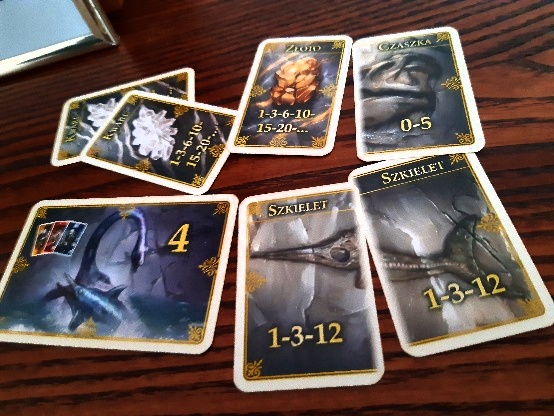 ZŁOTO
1-3-6-10-
15-20-...
CZASZKA
0-5
1-3-6-10-
15-20-...
4
SZKIELET
1-3-12
SZKIELET
1-3-12